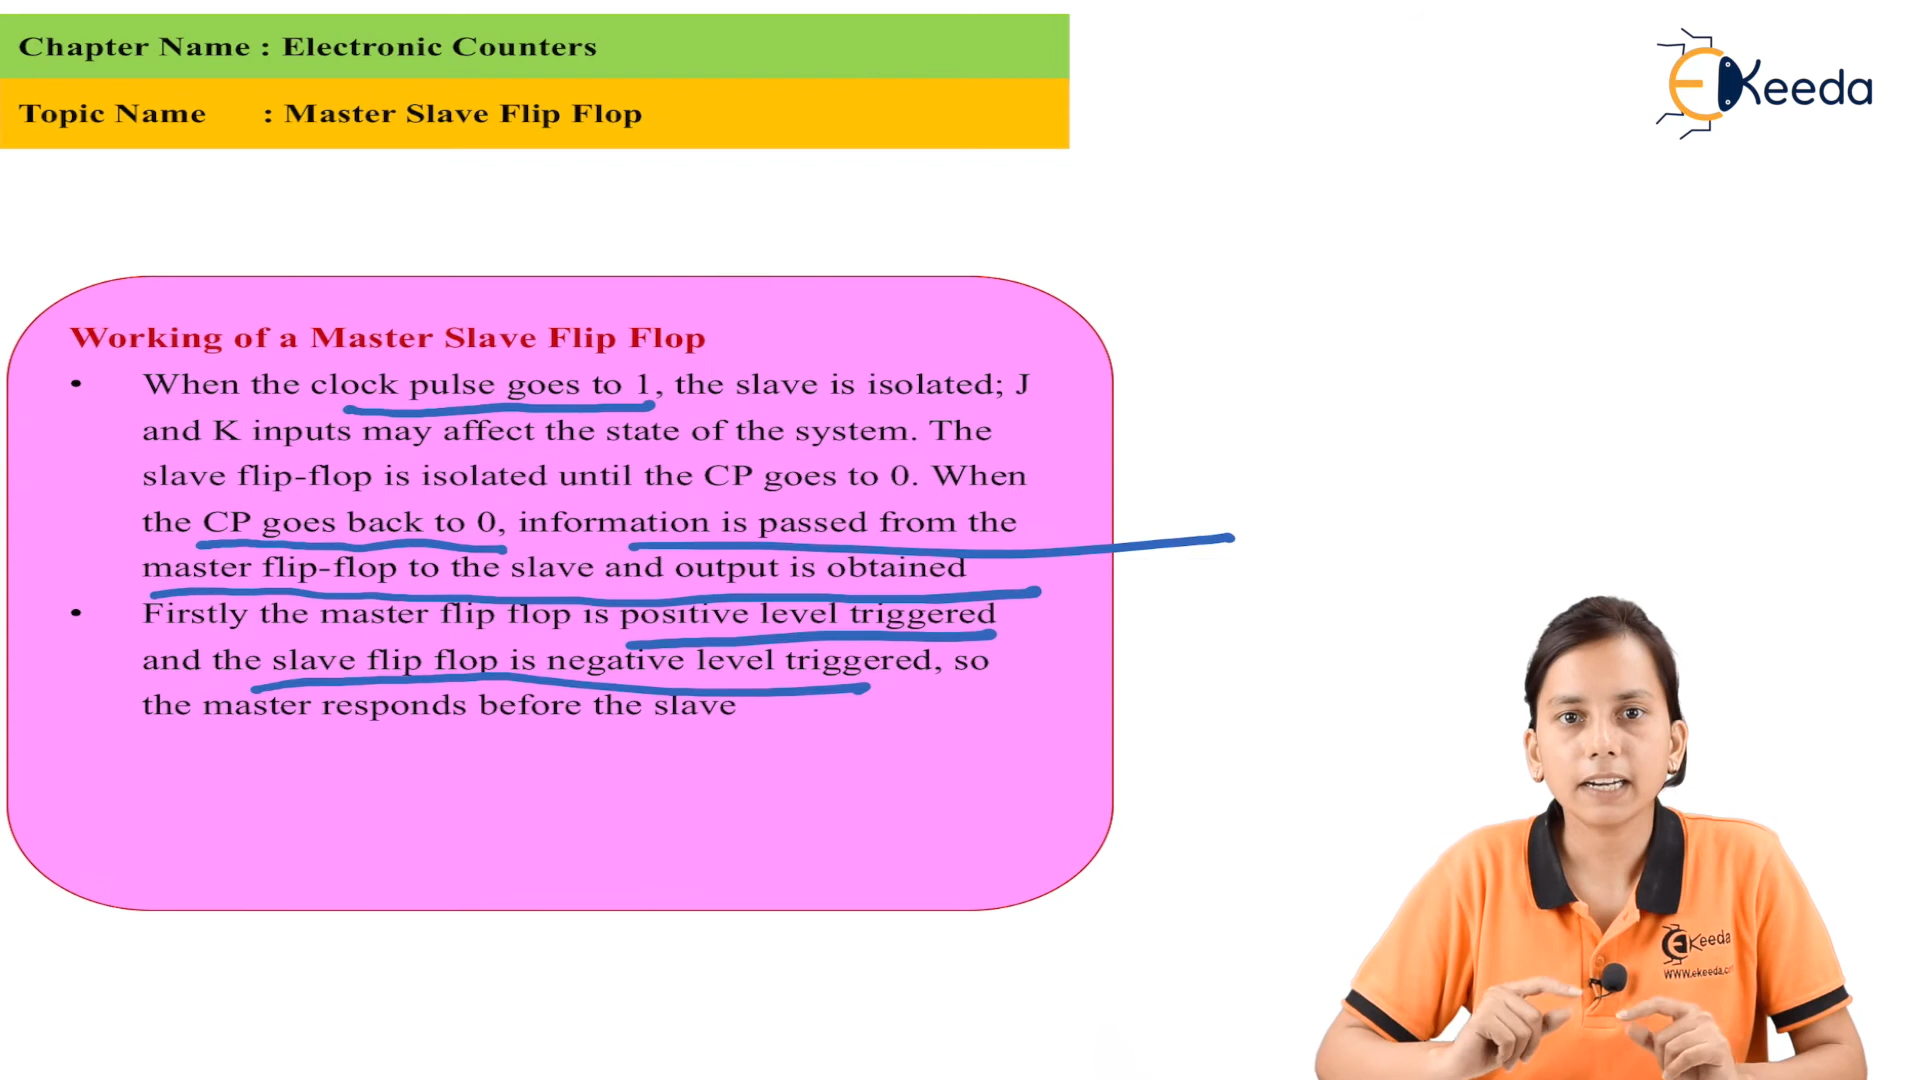 Chapter Name : Electronic Counters
Topic Name : Master Slave Flip Flop
EKeeda
Working of a Master Slave Flip Flop
• When the clock pulse goes to 1, the slave is isolated; J
and K inputs may affect the state of the system. The
slave flip-flop is isolated until the CP goes to 0. When
the CP goes back to 0, information is passed from the
master flip-flop to the slave and output is obtained
• Firstly the master flip flop is positive level triggered
and the slave flip flop is negative level triggered, so
the master responds before the slave
EKeeda
www.ekeeda.c